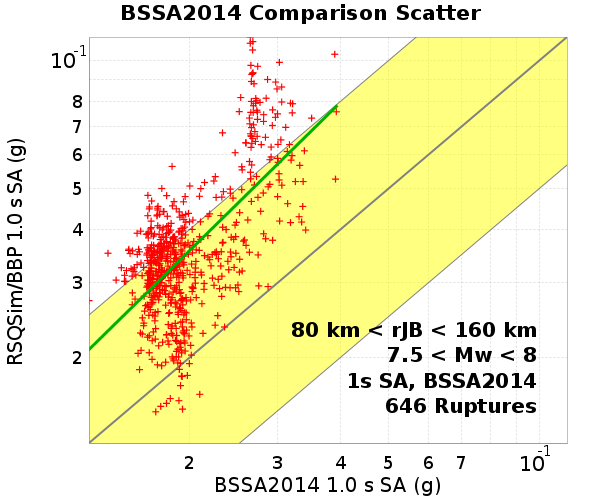 BSSA2014 Comparison Scatter
RSQSim/BBP 1.0 s SA (g)
10⁻¹
8
7
6
5
4
3
2
80 km < rJB < 160 km
7.5 < Mw < 8
1s SA, BSSA2014
646 Ruptures
2 3 4 5 6 7 10⁻¹
BSSA2014 1.0 s SA (g)